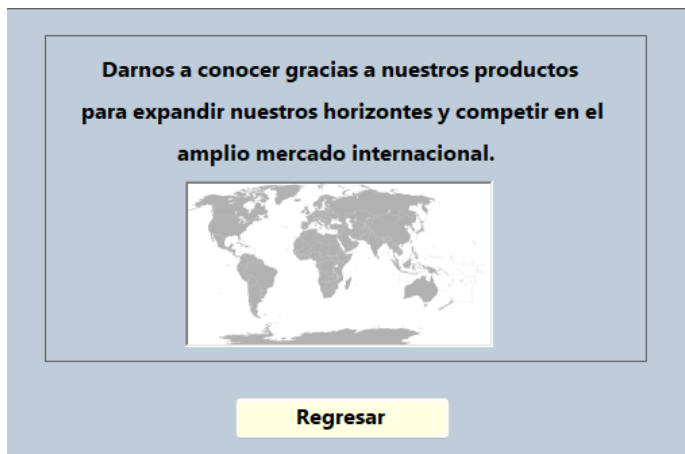 Darnos a conocer gracias a nuestros productos
para expandir nuestros horizontes y competir en el
amplio mercado internacional.
Regresar